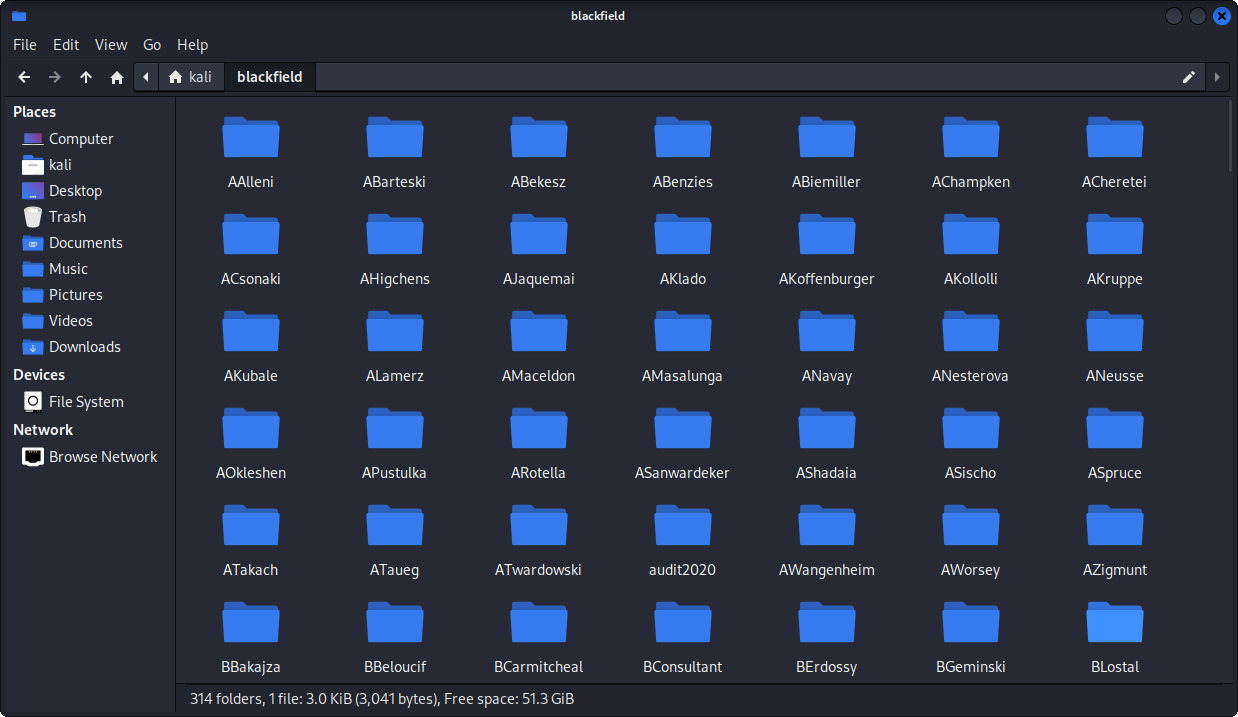 blackfield
File Edit View Go Help
kali blackfield
Places
Computer
kali
Desktop
Trash
Documents
Music
Pictures
Videos
Downloads
Devices
File System
Network
Browse Network
AAlleni ABarteski ABekesz ABenzies ABiemiller AChampken ACheretei
ACsonaki AHigchens AJaquemai AKlado AKoffenburger AKollolli AKruppe
AKubale ALamerz AMaceldon AMasalunga ANavay ANesterova ANeusse
AOkleshen APustulka ARotella ASanwardeker AShadaia ASischo ASpruce
ATakach ATaueg ATwardowski audit2020 AWangenheim AWorsey AZigmunt
BBakajza BBeloucif BCarmitcheal BConsultant BErdossy BGeminski BLostal
314 folders, 1 file: 3.0 KiB (3,041 bytes), Free space: 51.3 GiB